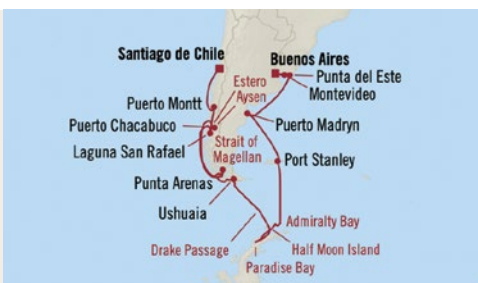 Santiago de Chile
Buenos Aires
Estero
Aysen
Punta del Este
Montevideo
Puerto Montt
Puerto Chacabuco
Puerto Madryn
Laguna San Rafael
Strait of
Magellan
Port Stanley
Punta Arenas
Ushuaia
Admiralty Bay
Drake Passage
Half Moon Island
Paradise Bay